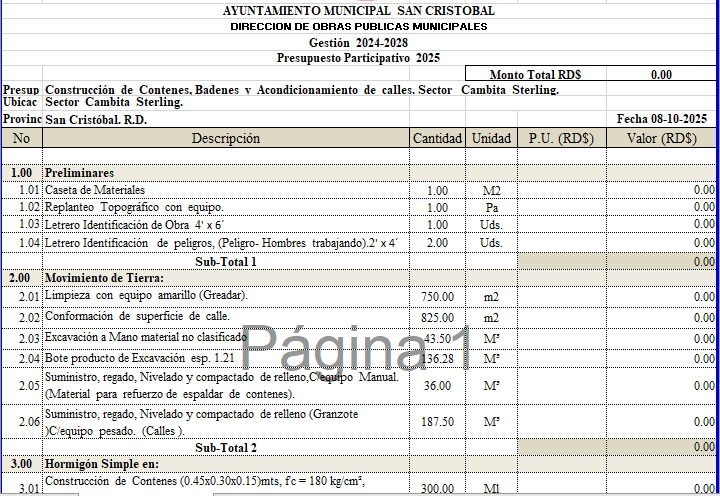 AYUNTAMIENTO MUNICIPAL SAN CRISTOBAL
DIRECCION DE OBRAS PUBLICAS MUNICIPALES
Gestión 2024-2028
Presupuesto Participativo 2025
Monto Total RD$ 0.00
Presup Construcción de Contenes, Badenes y Acondicionamiento de calles. Sector Cambita Sterling.
Ubicac Sector Cambita Sterling.
Provinc San Cristóbal. R.D. Fecha 08-10-2025
No Descripción Cantidad Unidad P.U. (RD$) Valor (RD$)
1.00 Preliminares
1.01 Caseta de Materiales 1.00 M2 0.00
1.02 Replanteo Topográfico con equipo. 1.00 Pa 0.00
1.03 Letrero Identificación de Obra 4' x 6´ 1.00 Uds. 0.00
1.04 Letrero Identificación de peligros, (Peligro- Hombres trabajando).2' x 4´ 2.00 Uds. 0.00
Sub-Total 1 0.00
2.00 Movimiento de Tierra:
2.01 Limpieza con equipo amarillo (Greadar). 750.00 m2 0.00
2.02 Conformación de superficie de calle. 825.00 m2 0.00
2.03 Excavación a Mano material no clasificado 43.50 M³ 0.00
2.04 Bote producto de Excavación esp. 1.21 136.28 M³ 0.00
2.05 Suministro, regado, Nivelado y compactado de relleno,C/equipo Manual.
(Material para refuerzo de espaldar de contenes). 36.00 M³ 0.00
2.06 Suministro, regado, Nivelado y compactado de relleno (Granzote
)C/equipo pesado. (Calles ). 187.50 M³ 0.00
Sub-Total 2 0.00
3.00 Hormigón Simple en:
3.01 Construcción de Contenes (0.45x0.30x0.15)mts, f'c = 180 kg/cm², 300.00 Ml 0.00
Página 1